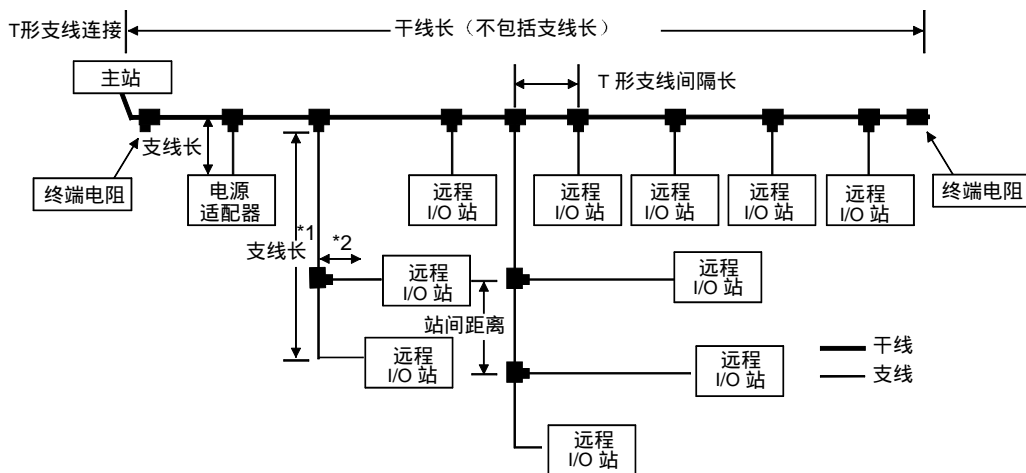 T形支线连接
干线长（不包括支线长）
主站
T 形支线间隔长
支线长
终端电阻
电源
适配器
远程
I/O 站
远程
I/O 站
远程
I/O 站
远程
I/O 站
远程
I/O 站
终端电阻
支线长
*1
*2
远程
I/O 站
远程
I/O 站
站间距离
远程
I/O 站
干线
远程
I/O 站
支线
远程
I/O 站